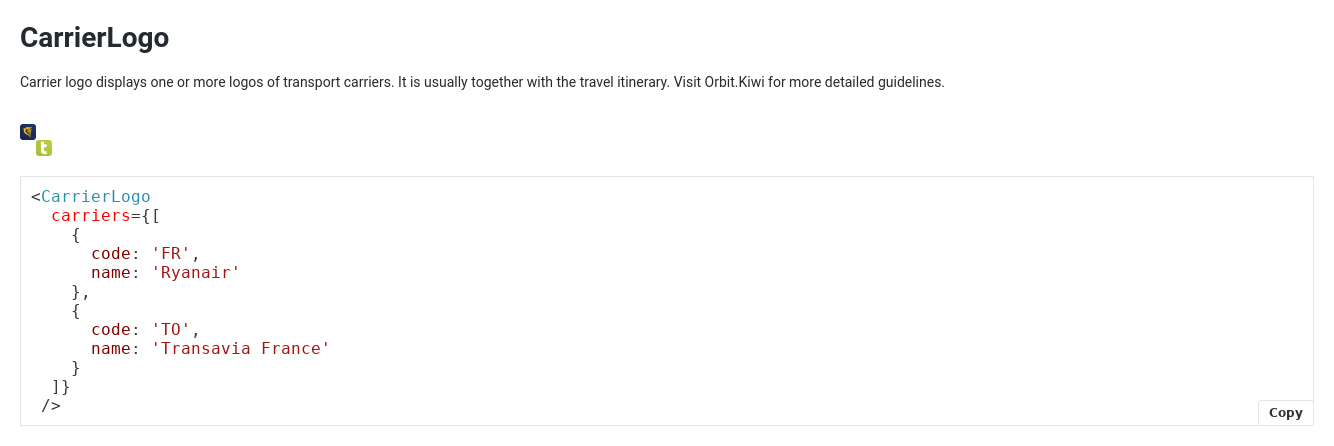 CarrierLogo
Carrier logo displays one or more logos of transport carriers. It is usually together with the travel itinerary. Visit Orbit.Kiwi for more detailed guidelines.
t
<CarrierLogo
  carriers={[
    {
      code: 'FR',
      name: 'Ryanair'
    },
    {
      code: 'TO',
      name: 'Transavia France'
    }
  ]}
 />
Copy